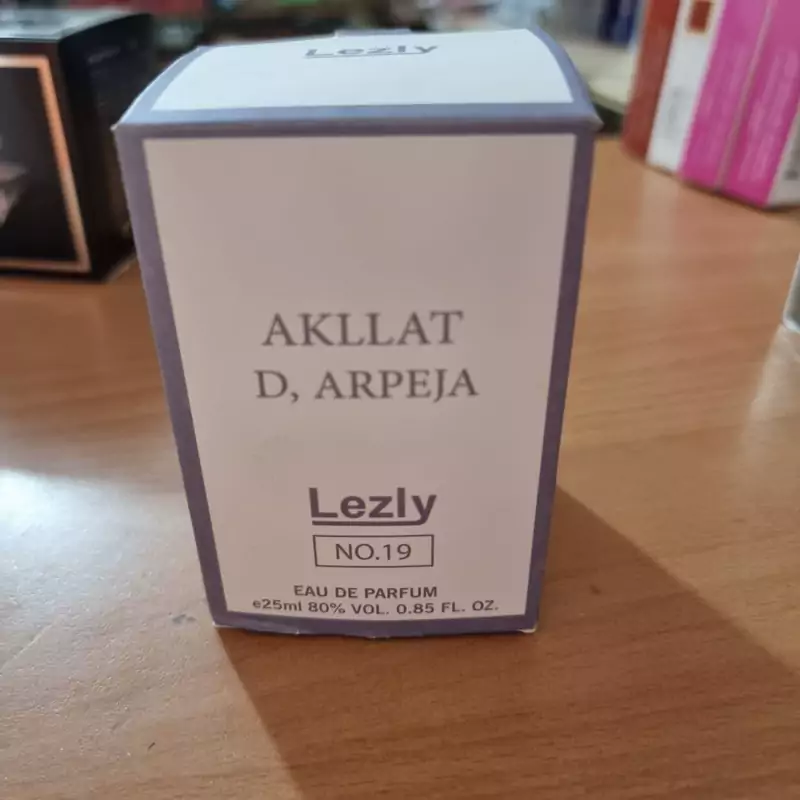 Lezly
AKLLAT
D, ARPEJA
Lezly
NO.19
EAU DE PARFUM
e25ml 80% VOL. 0.85 FL. OZ.